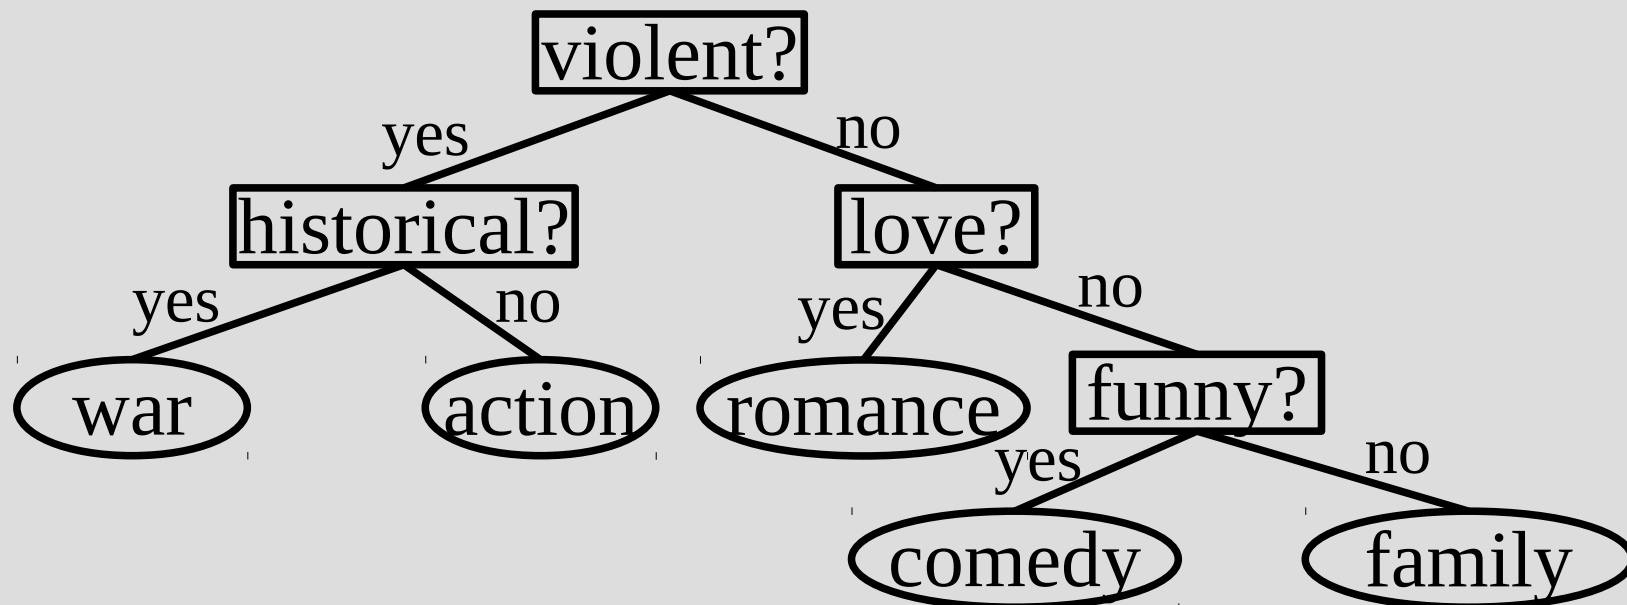 violent?
yes
no
historical?
love?
yes
no
yes
no
war
action
romance
funny?
yes
no
comedy
family